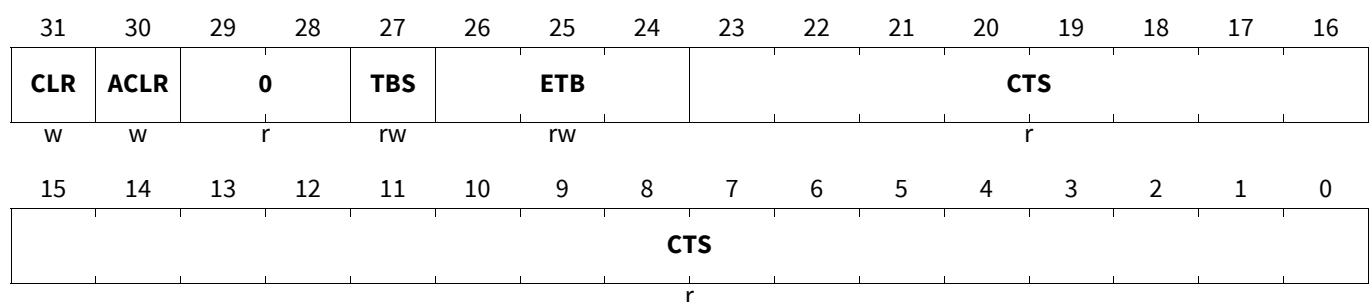 31 30 29 28 27 26 25 24 23 22 21 20 19 18 17 16
CLR ACLR 0 TBS ETB CTS
w w r rw rw r
15 14 13 12 11 10 9 8 7 6 5 4 3 2 1 0
CTS
r